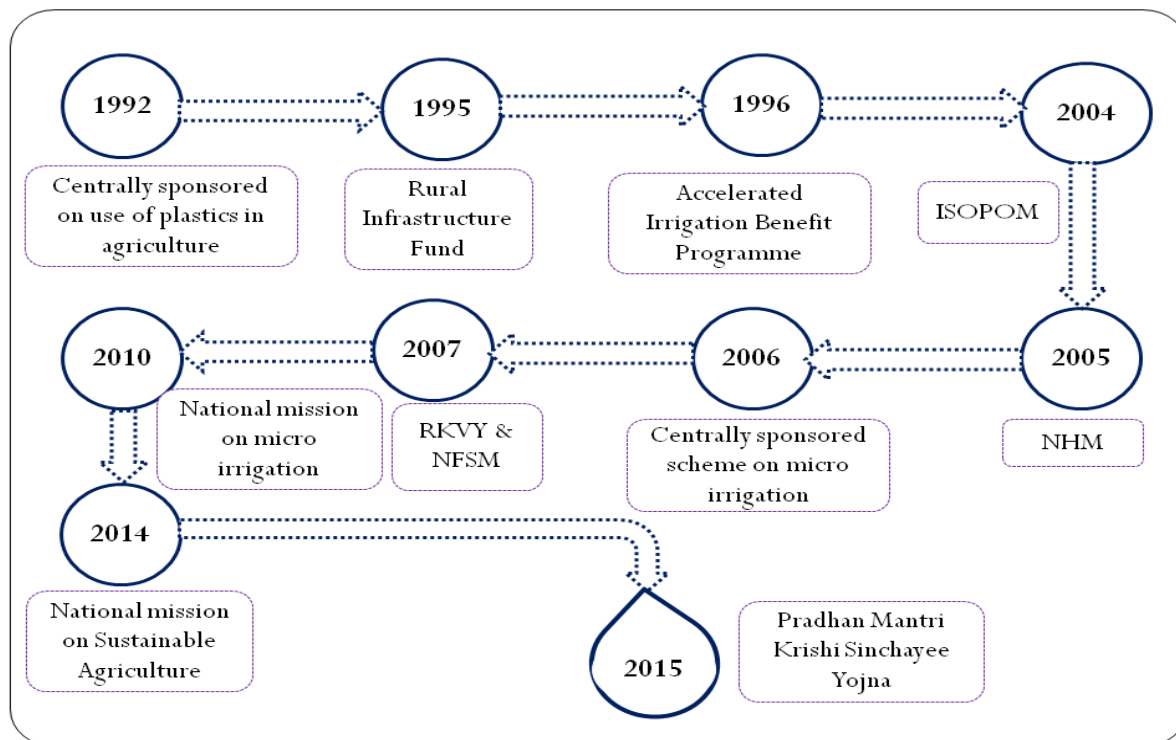 1992
1995
1996
2004
Centrally sponsored
on use of plastics in
agriculture
Rural
Infrastructure
Fund
Accelerated
Irrigation Benefit
Programme
ISOPOM
2010
2007
2006
2005
National mission
on micro
irrigation
RKVY &
NFSM
Centrally sponsored
scheme on micro
irrigation
NHM
2014
National mission
on Sustainable
Agriculture
2015
Pradhan Mantri
Krishi Sinchayee
Yojna